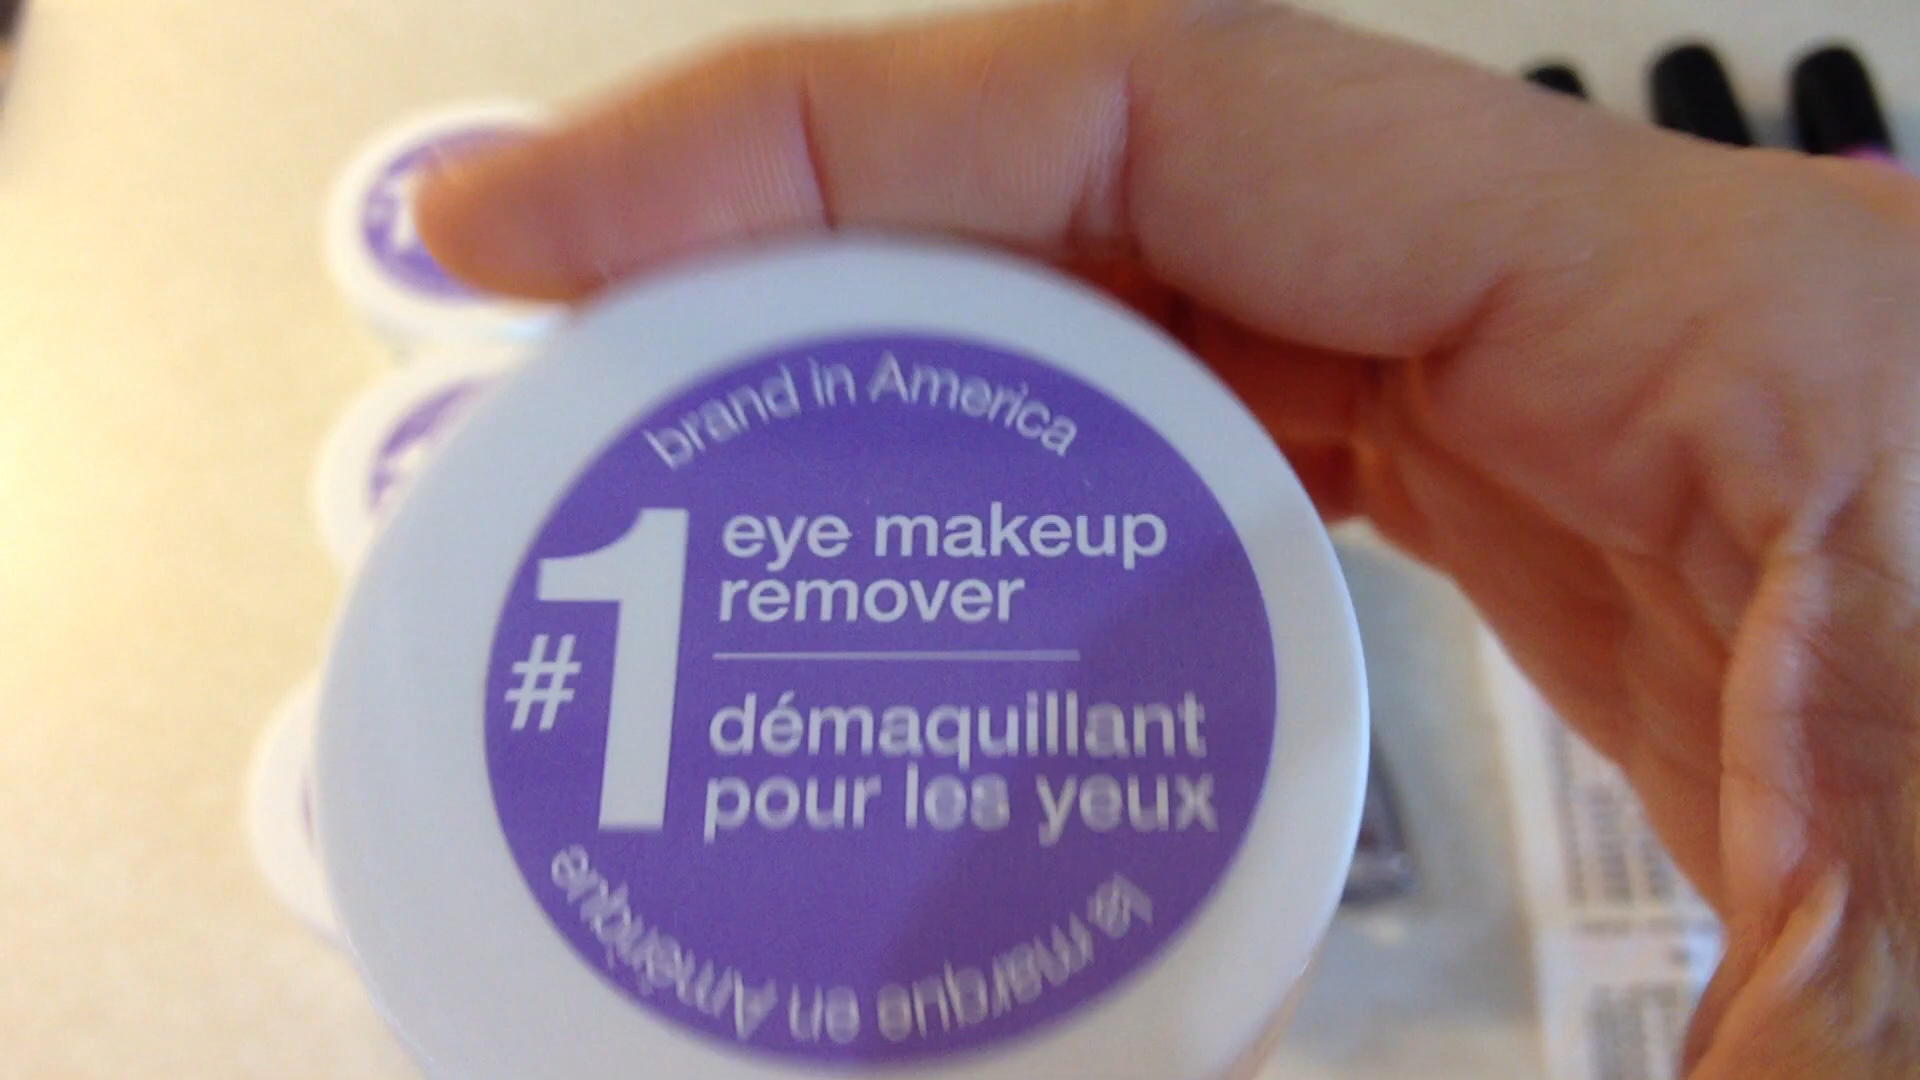 brand in America
#1
eye makeup
remover
démaquillant
pour les yeux
la marque en Amérique